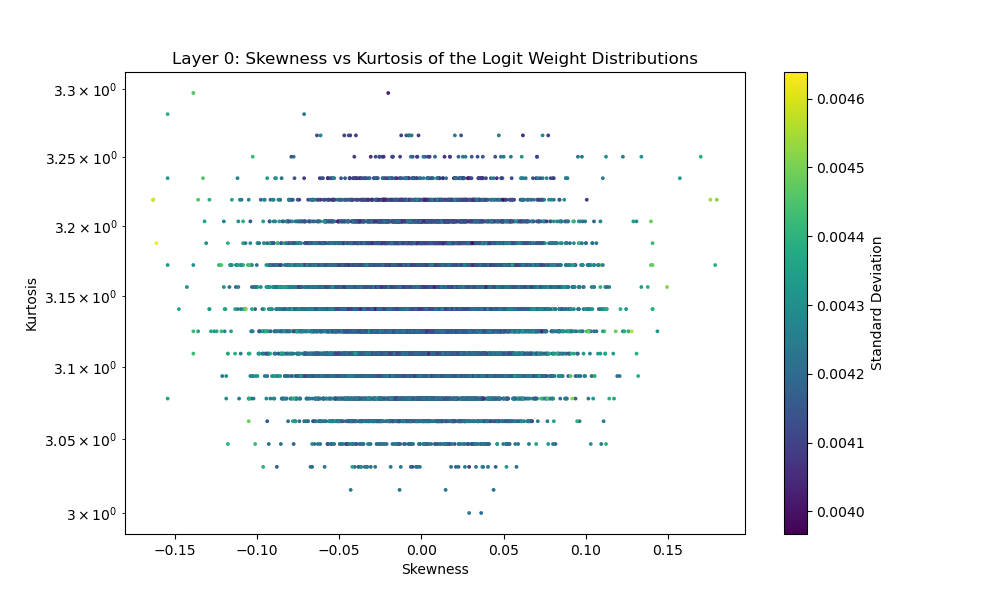 Layer 0: Skewness vs Kurtosis of the Logit Weight Distributions
3.3 × 10⁰
3.25 × 10⁰
3.2 × 10⁰
3.15 × 10⁰
3.1 × 10⁰
3.05 × 10⁰
3 × 10⁰
Kurtosis
−0.15 −0.10 −0.05 0.00 0.05 0.10 0.15
Skewness
0.0046
0.0045
0.0044
0.0043
0.0042
0.0041
0.0040
Standard Deviation